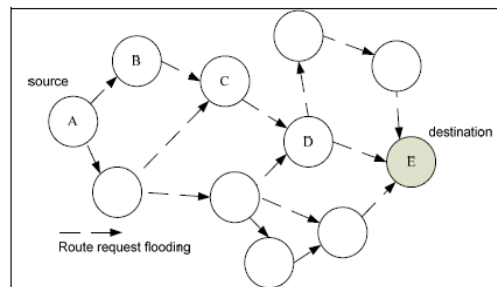 source
A
B
C
D
E
destination
Route request flooding